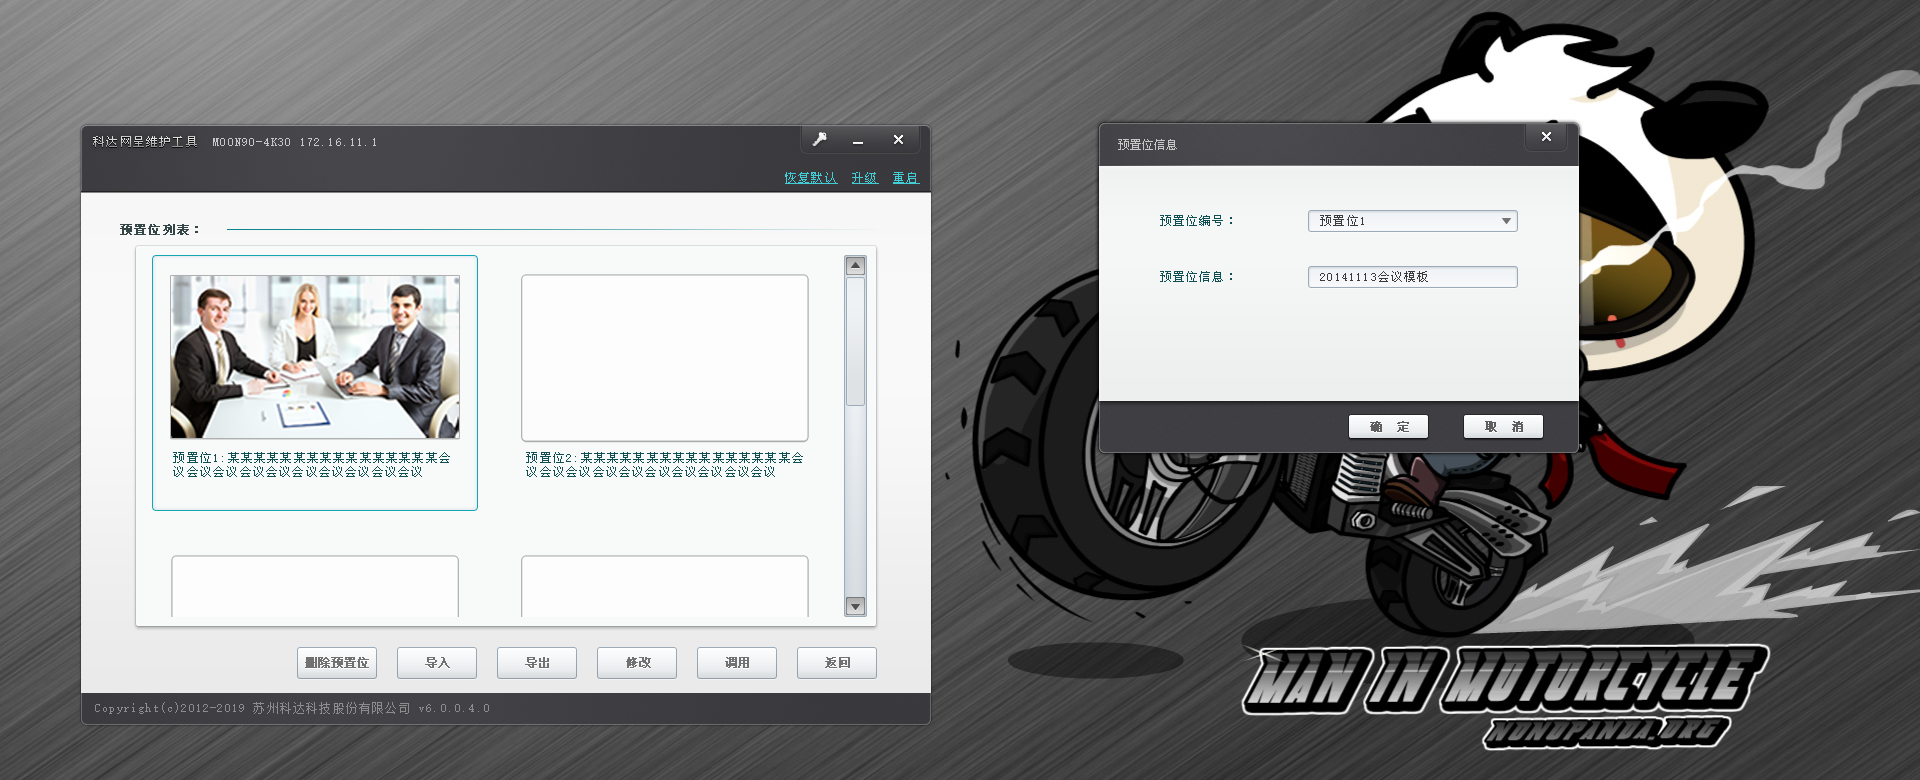 科达网呈维护工具 MOON90-4K30 172.16.11.1
恢复默认 升级 重启
预置位列表：
预置位1:某某某某某某某某某某某某某某某某会
议会议会议会议会议会议会议会议会议会议
预置位2:某某某某某某某某某某某某某某某某会
议会议会议会议会议会议会议会议会议会议
删除预置位 导入 导出 修改 调用 返回
Copyright(c)2012-2019 苏州科达科技股份有限公司 v6.0.0.4.0
预置位信息
预置位编号： 预置位1
预置位信息： 20141113会议模板
确 定 取 消
MAN IN MOTORCYCLE
NONOPANDA.ORG